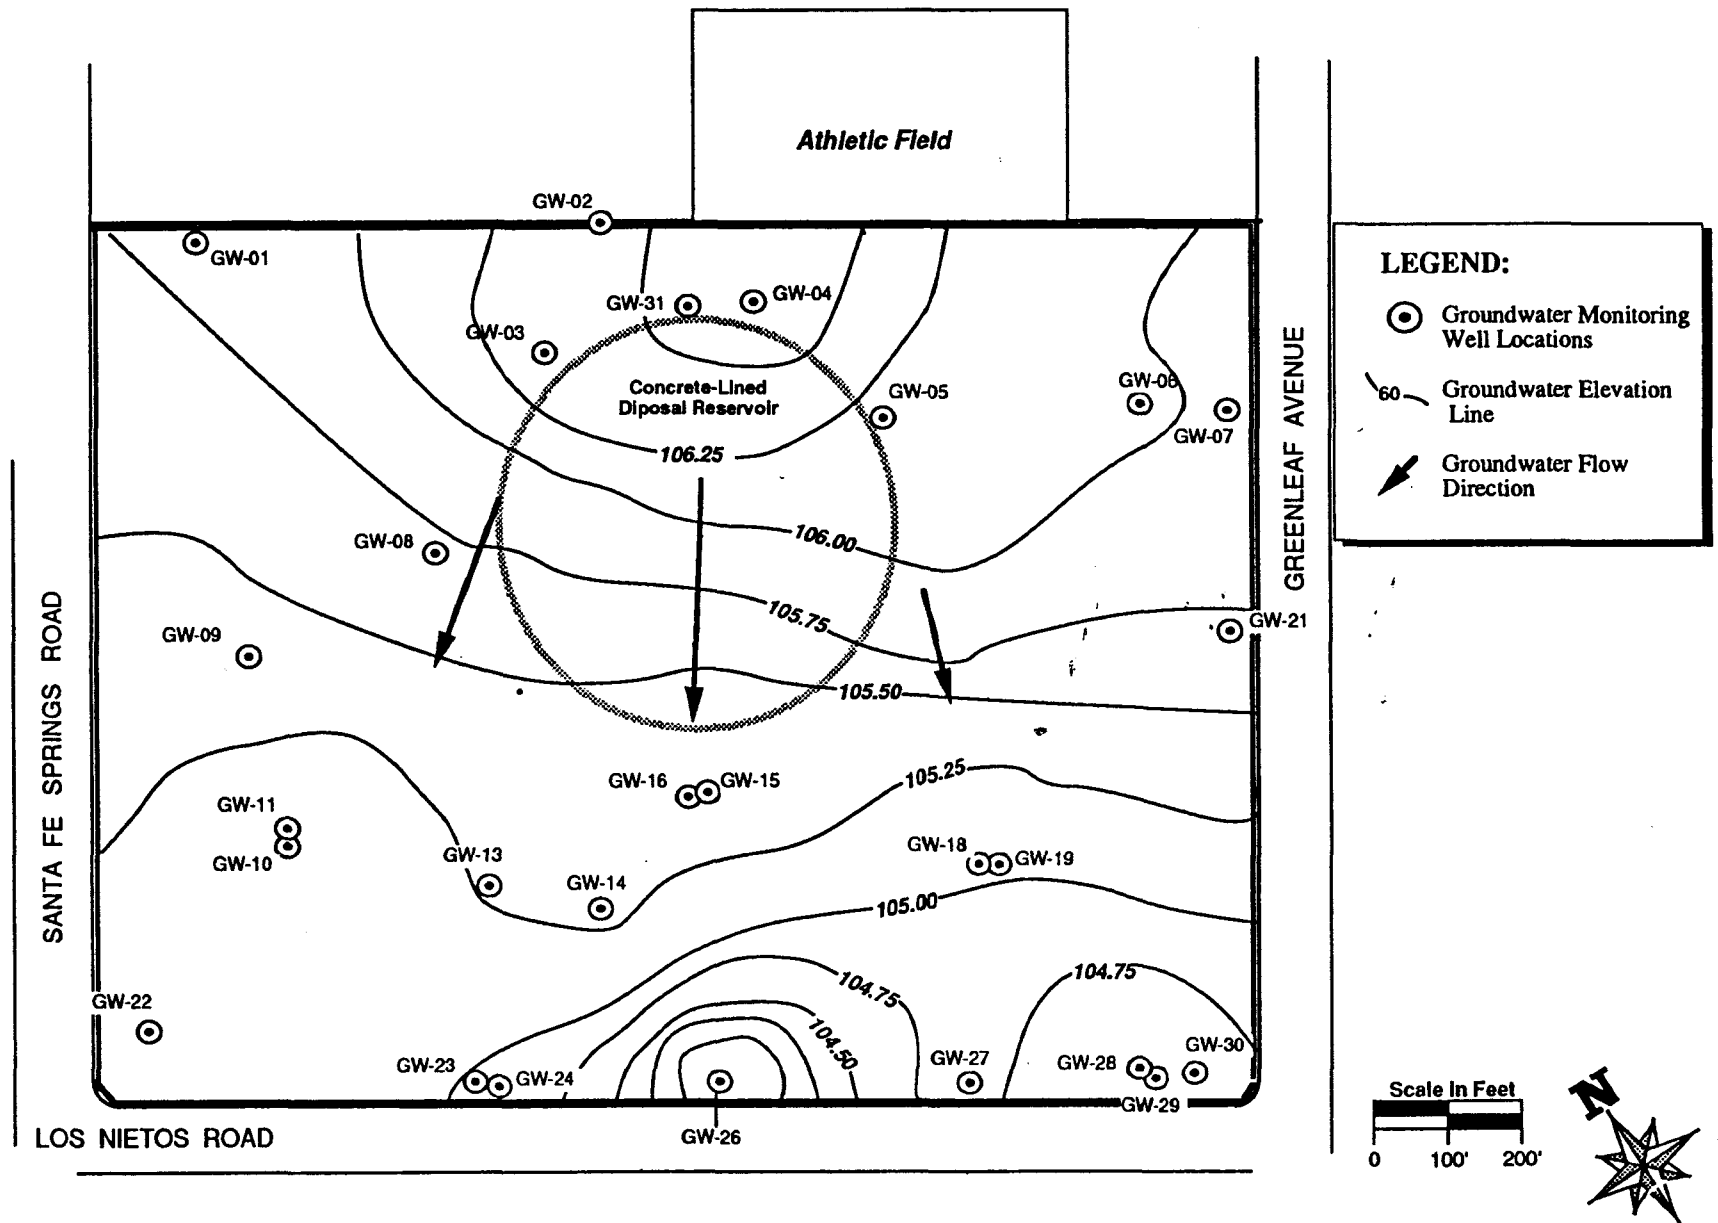 Athletic Field
GW-02
GW-01
GW-31
GW-04
GW-03
Concrete-Lined
Diposal Reservoir
GW-05
GW-06
GW-07
106.25
106.00
GW-08
105.75
GW-21
GW-09
105.50
GW-16
GW-15
105.25
GW-11
GW-10
GW-13
GW-14
GW-18
GW-19
105.00
104.75
104.75
GW-22
104.50
GW-23
GW-24
GW-27
GW-28
GW-30
GW-29
GW-26
SANTA FE SPRINGS ROAD
LOS NIETOS ROAD
GREENLEAF AVENUE
LEGEND:
Groundwater Monitoring
Well Locations
60
Groundwater Elevation
Line
Groundwater Flow
Direction
Scale In Feet
0 100' 200'
N